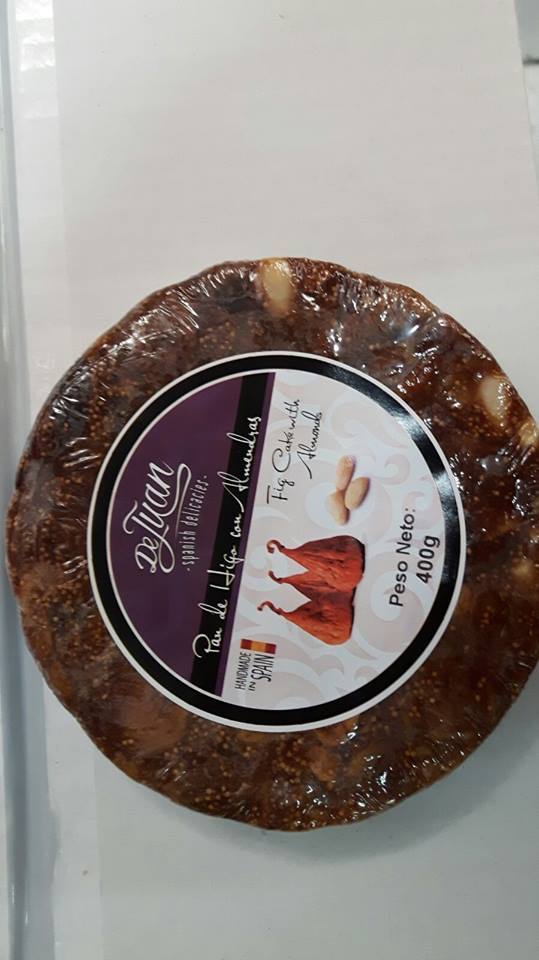 DeJuan
- spanish delicacies -
Pan de Higo con Almendras
Fig Cake with
Almonds
HANDMADE
IN SPAIN
Peso Neto:
400g